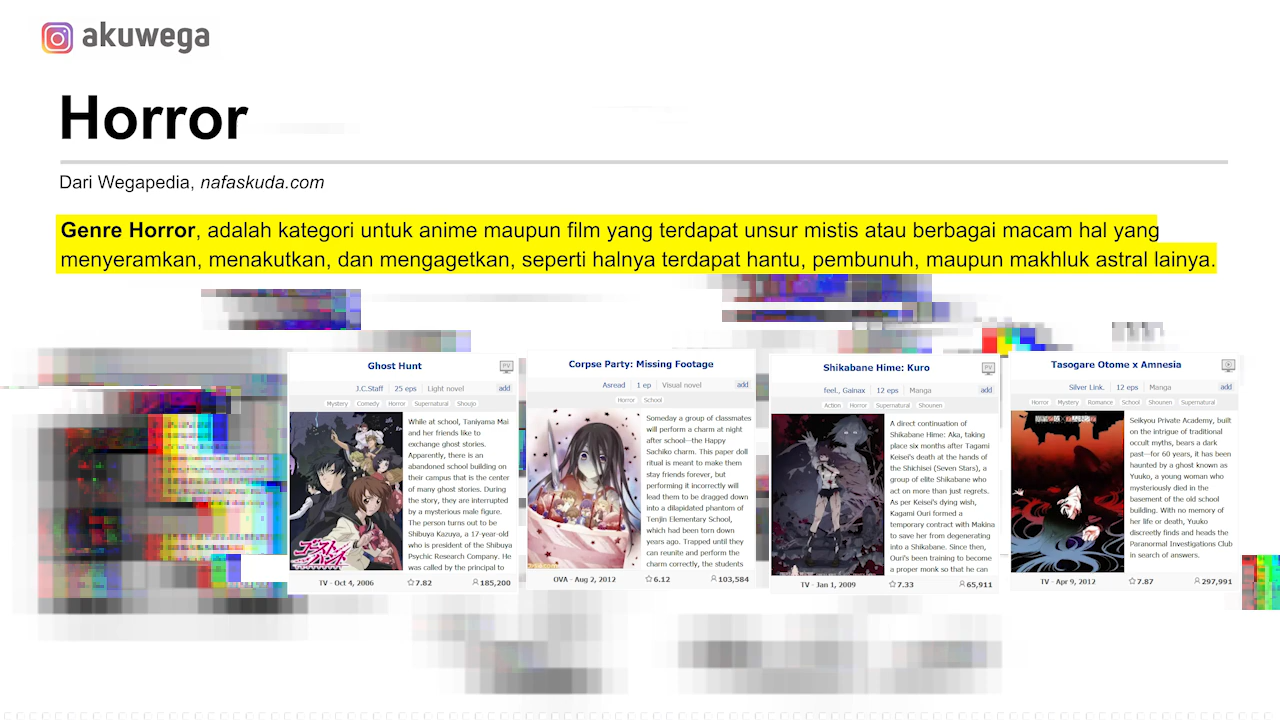 akuwega
Horror
Dari Wegapedia, nafaskuda.com
Genre Horror, adalah kategori untuk anime maupun film yang terdapat unsur mistis atau berbagai macam hal yang
menyeramkan, menakutkan, dan mengagetkan, seperti halnya terdapat hantu, pembunuh, maupun makhluk astral lainya.
Ghost Hunt
PV
J.C.Staff 25 eps Light novel add
Mystery Comedy Horror Supernatural Shoujo
While at school, Taniyama Mai
and her friends like to
exchange ghost stories.
Apparently, there is an
abandoned school building on
their campus that is the center
of many ghost stories. During
the story, they are interrupted
by a mysterious male figure.
The person turns out to be
Shibuya Kazuya, a 17-year-old
who is president of the Shibuya
Psychic Research Company. He
was called by the principal to
ゴーストハント
TV - Oct 4, 2006 7.82 185,200
Corpse Party: Missing Footage
Asread 1 ep Visual novel add
Horror School
Someday a group of classmates
will perform a charm at night
after school—the Happy
Sachiko charm. This paper doll
ritual is meant to make them
stay friends forever, but
performing it incorrectly will
lead them to be dragged down
into a dilapidated phantom of
Tenjin Elementary School,
which had been torn down
years ago. Trapped until they
can reunite and perform the
charm correctly, the students
OVA - Aug 2, 2012 6.12 103,584
Shikabane Hime: Kuro
PV
feel., Gainax 12 eps Manga add
Action Horror Supernatural Shounen
A direct continuation of
Shikabane Hime: Aka, taking
place six months after Tagami
Keisei's death at the hands of
the Shichisei (Seven Stars), a
group of elite Shikabane who
act on more than just regrets.
As per Keisei's dying wish,
Kagami Ouri formed a
temporary contract with Makina
to save her from degenerating
into a Shikabane. Since then,
Ouri's been training to become
a proper monk so that he can
TV - Jan 1, 2009 7.33 65,911
Tasogare Otome x Amnesia
Silver Link. 12 eps Manga add
Horror Mystery Romance School Shounen Supernatural
Seikyou Private Academy, built
on the intrigue of traditional
occult myths, bears a dark
past—for 60 years, it has been
haunted by a ghost known as
Yuuko, a young woman who
mysteriously died in the
basement of the old school
building. With no memory of
her life or death, Yuuko
discreetly finds and heads the
Paranormal Investigations Club
in search of answers.
TV - Apr 9, 2012 7.87 297,991